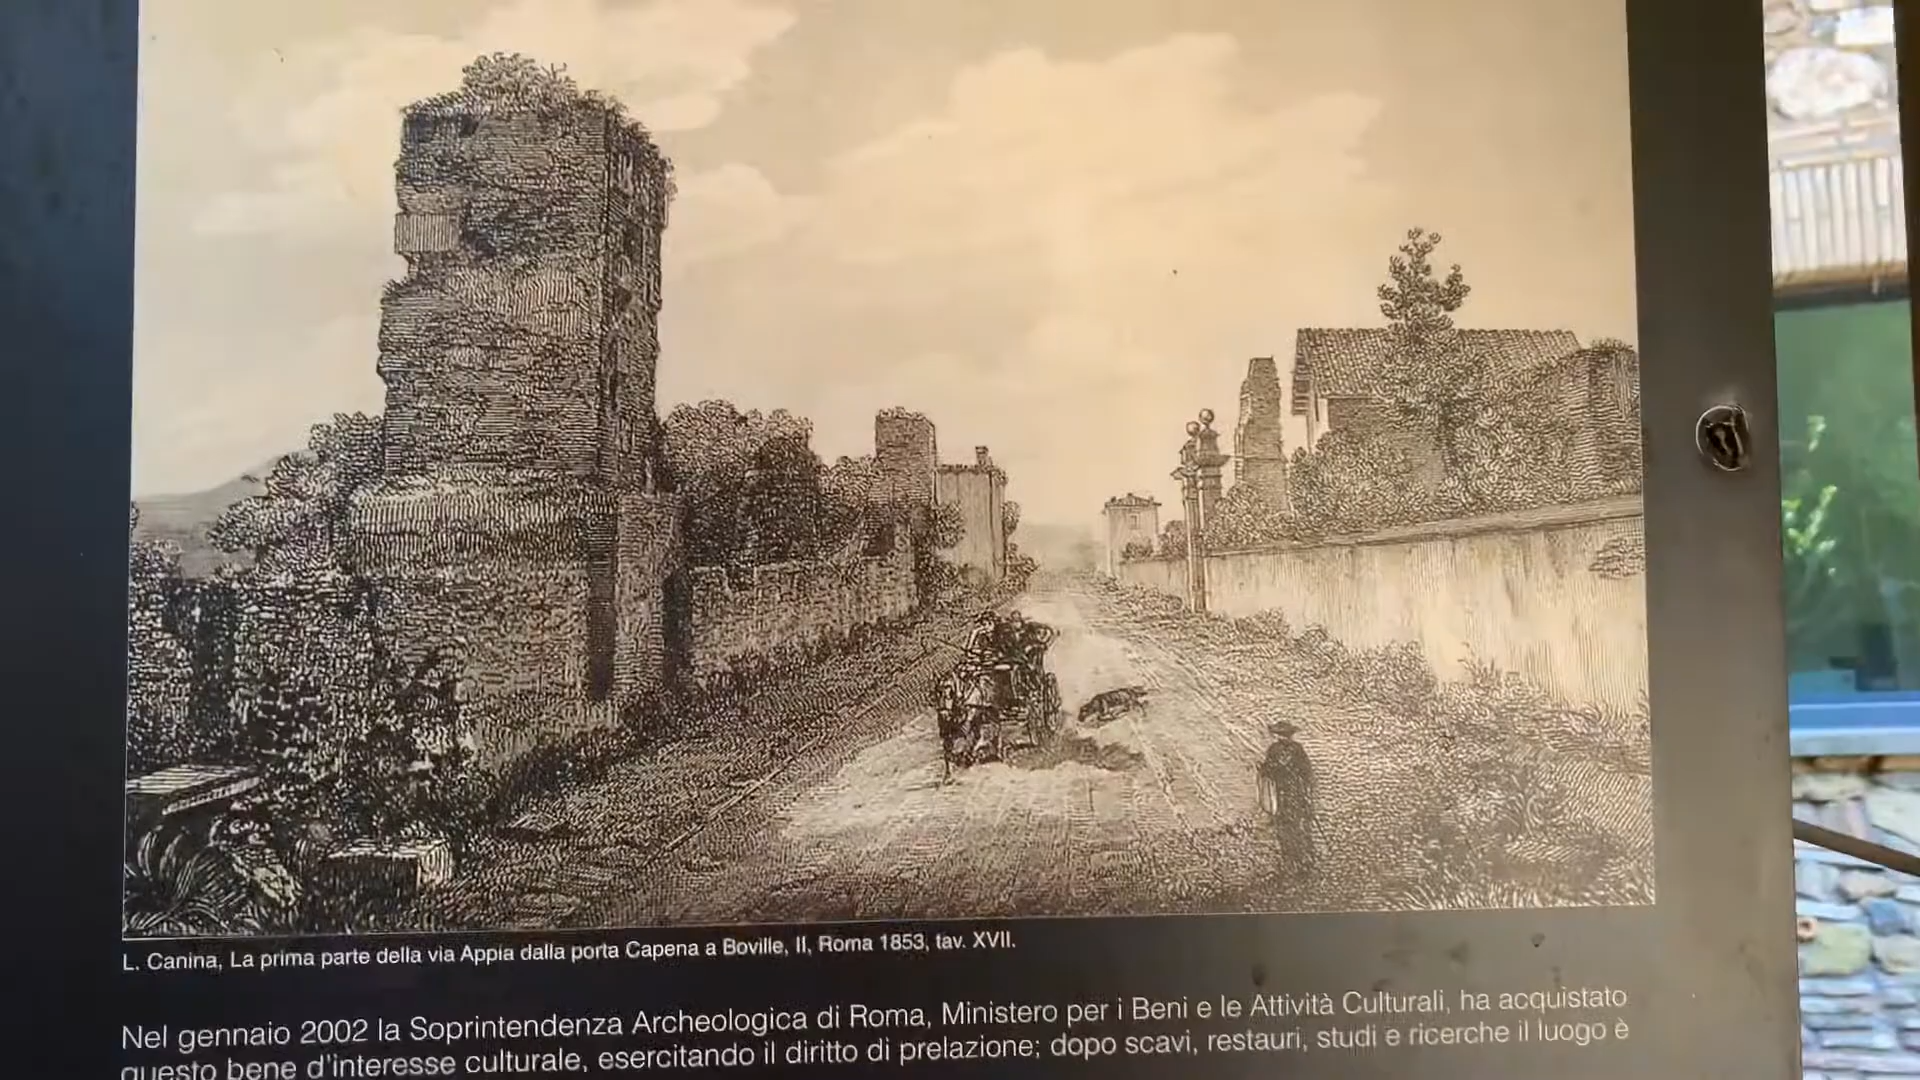 L. Canina, La prima parte della via Appia dalla porta Capena a Boville, II, Roma 1853, tav. XVII.
Nel gennaio 2002 la Soprintendenza Archeologica di Roma, Ministero per i Beni e le Attività Culturali, ha acquistato
questo bene d'interesse culturale, esercitando il diritto di prelazione; dopo scavi, restauri, studi e ricerche il luogo è